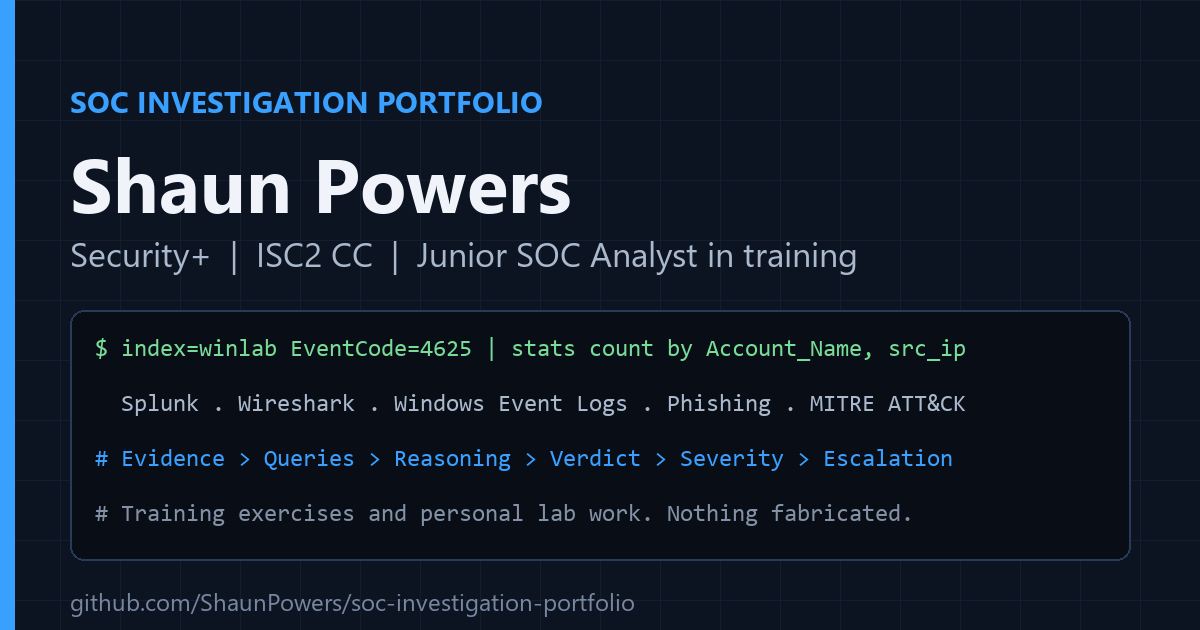 SOC INVESTIGATION PORTFOLIO
Shaun Powers
Security+ | ISC2 CC | Junior SOC Analyst in training
$ index=winlab EventCode=4625 | stats count by Account_Name, src_ip
Splunk . Wireshark . Windows Event Logs . Phishing . MITRE ATT&CK
# Evidence > Queries > Reasoning > Verdict > Severity > Escalation
# Training exercises and personal lab work. Nothing fabricated.
github.com/ShaunPowers/soc-investigation-portfolio